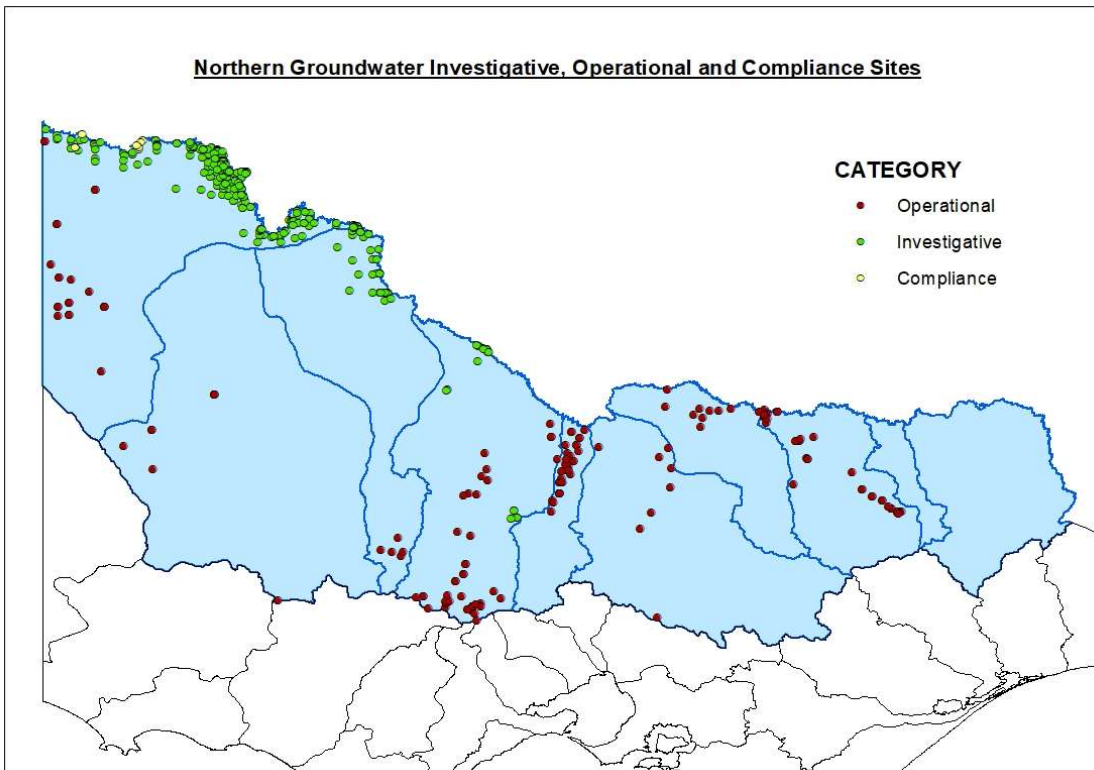 Northern Groundwater Investigative, Operational and Compliance Sites
CATEGORY
Operational
Investigative
Compliance